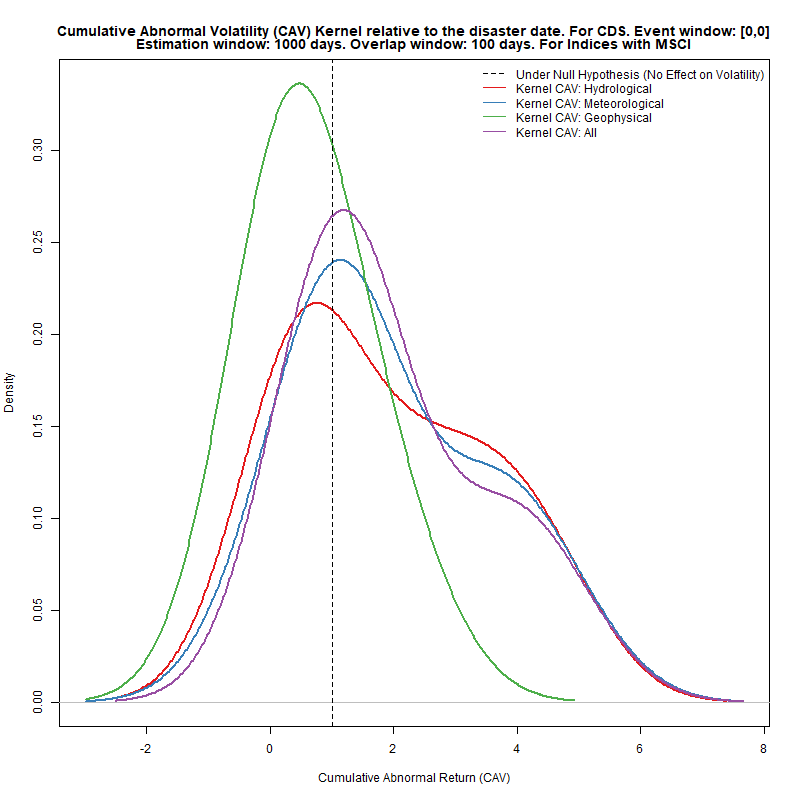 Cumulative Abnormal Volatility (CAV) Kernel relative to the disaster date. For CDS. Event window: [0,0]
Estimation window: 1000 days. Overlap window: 100 days. For Indices with MSCI
Under Null Hypothesis (No Effect on Volatility)
Kernel CAV: Hydrological
Kernel CAV: Meteorological
Kernel CAV: Geophysical
Kernel CAV: All
0.30
0.25
0.20
0.15
0.10
0.05
0.00
Density
-2 0 2 4 6 8
Cumulative Abnormal Return (CAV)